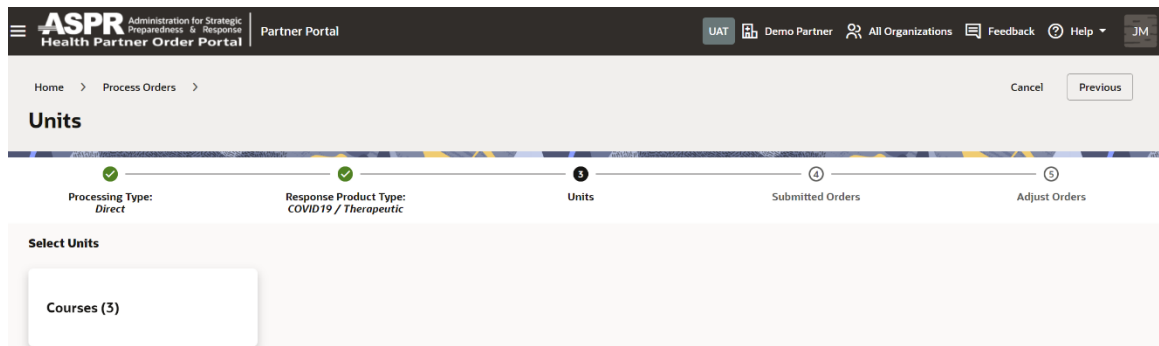 ASPR Administration for Strategic Preparedness & Response
Health Partner Order Portal
Partner Portal
UAT
Demo Partner
All Organizations
Feedback
? Help
JM
Home > Process Orders >
Cancel
Previous
Units
3
4
5
Processing Type:
Direct
Response Product Type:
COVID19 / Therapeutic
Units
Submitted Orders
Adjust Orders
Select Units
Courses (3)